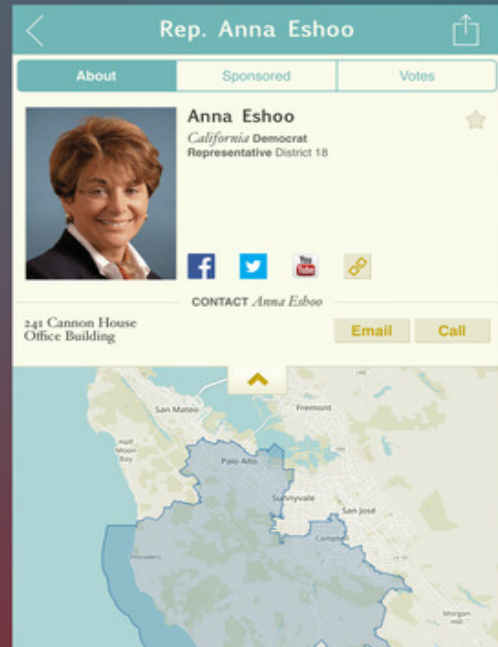 Rep. Anna Eshoo
About
Sponsored
Votes
Anna Eshoo
California Democrat
Representative District 18
You
Tube
CONTACT Anna Eshoo
241 Cannon House
Office Building
Email
Call
San Mateo
Fremont
Half
Moon
Bay
Palo Alto
Sunnyvale
San José
Campbell
Pescadero
Morgan
Hill